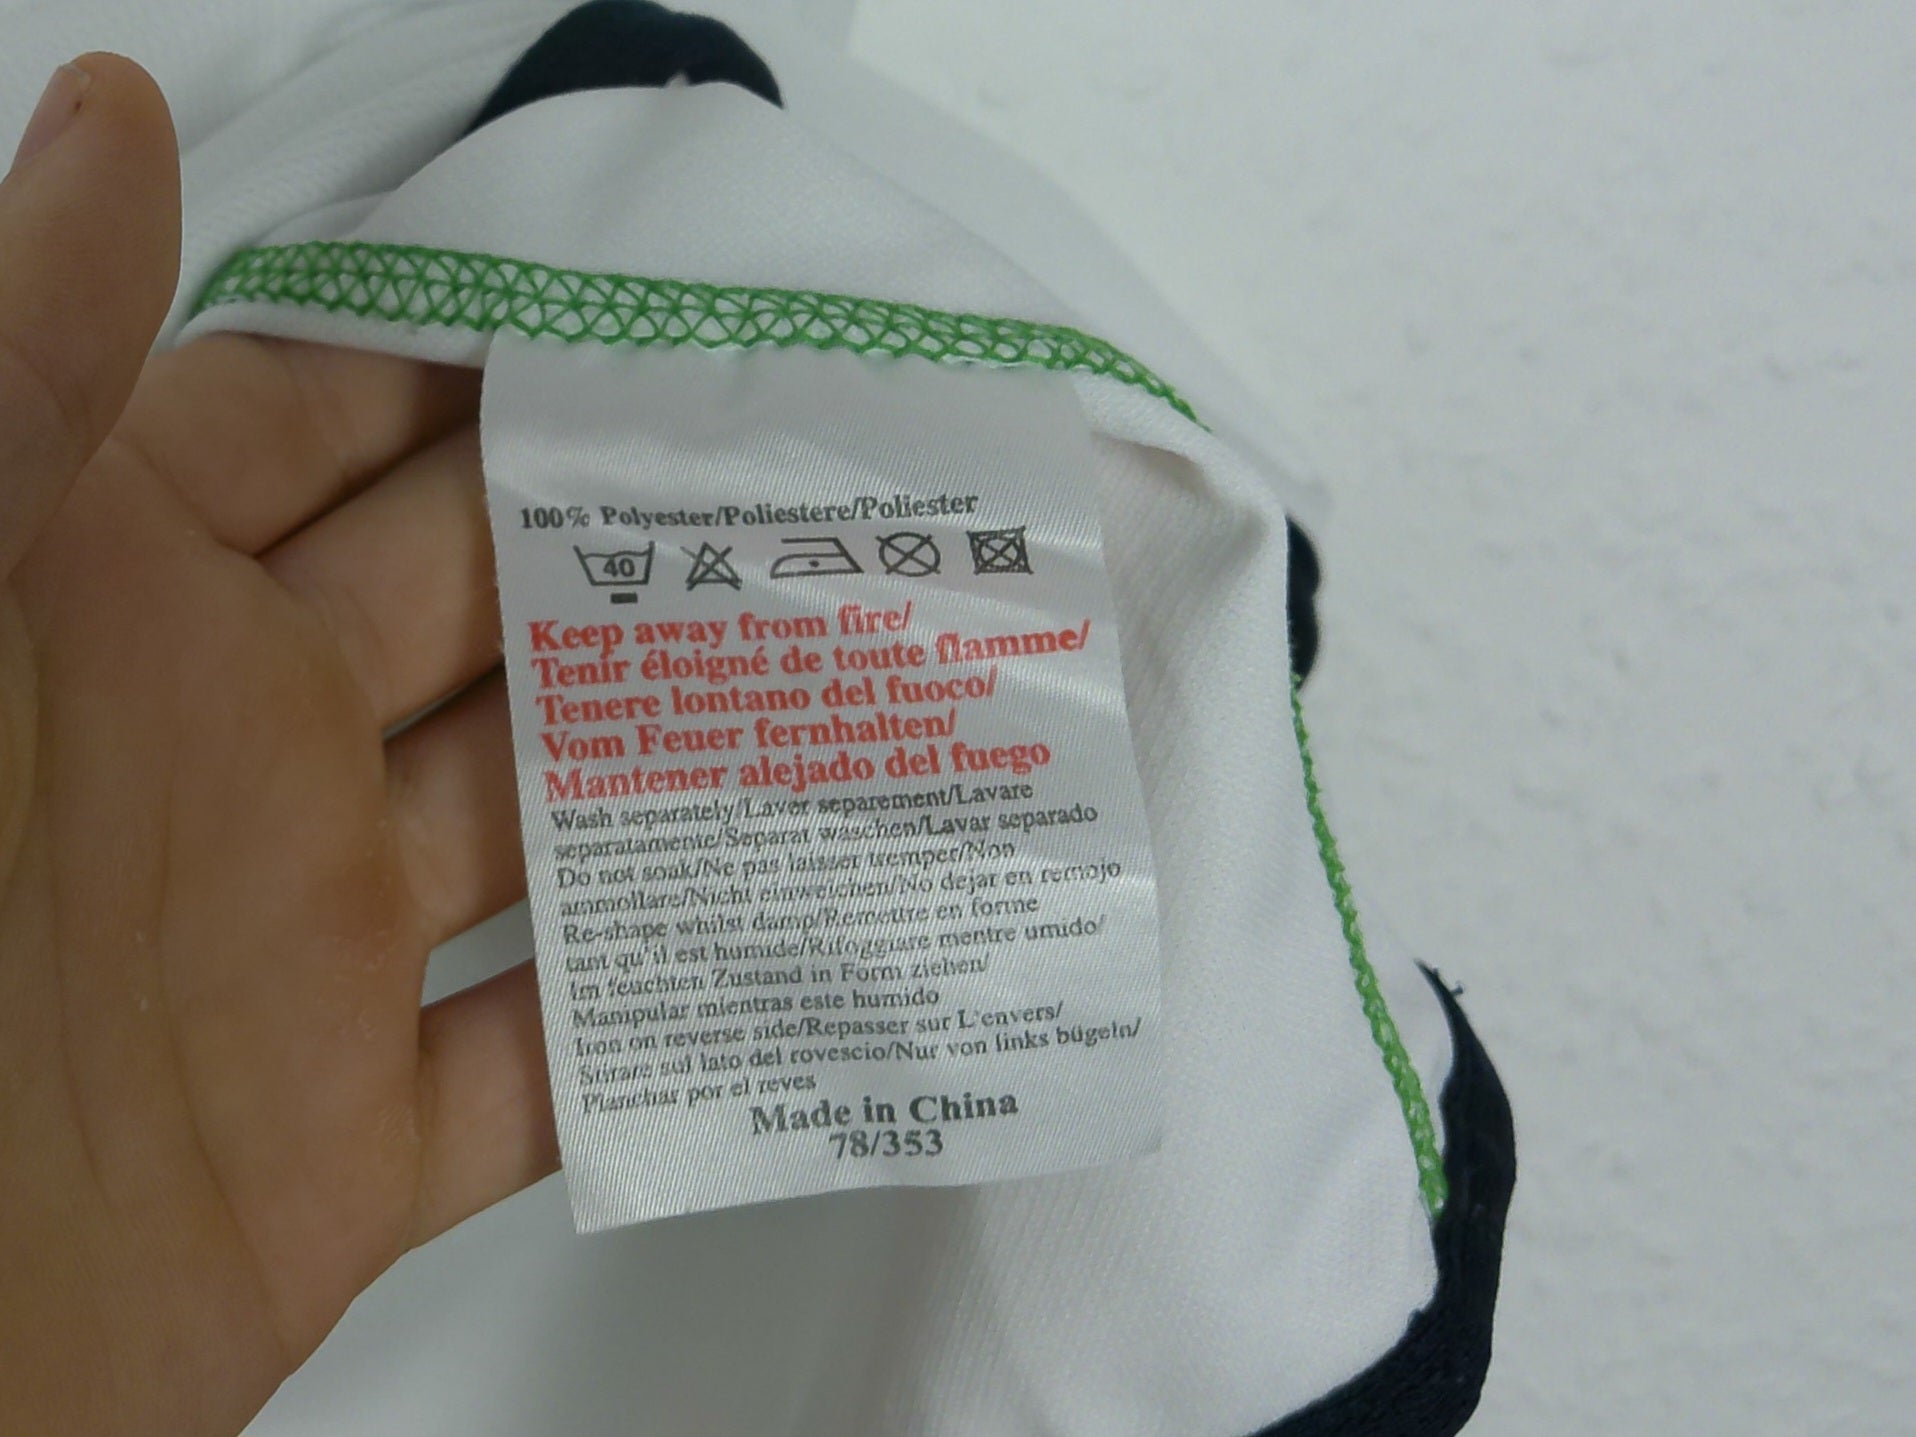 100% Polyester/Poliestere/Poliester
40
Keep away from fire/
Tenir éloigné de toute flamme/
Tenere lontano del fuoco/
Vom Feuer fernhalten/
Mantener alejado del fuego
Wash separately/Laver separement/Lavare
separatamente/Separat waschen/Lavar separado
Do not soak/Ne pas laisser tremper/Non
ammollare/Nicht einweichen/No dejar en remojo
Re-shape whilst damp/Remettre en forme
tant qu'il est humide/Rifoggiare mentre umido/
Im feuchten Zustand in Form ziehen/
Manipular mientras este humido
Iron on reverse side/Repasser sur L'envers/
Stirare sul lato del rovescio/Nur von links bügeln/
Planchar por el reves
Made in China
78/353